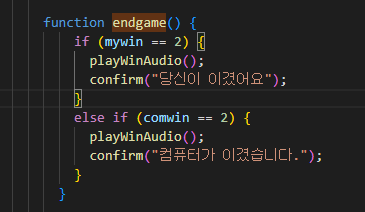 function endgame() {
if (mywin == 2) {
playWinAudio();
confirm("당신이 이겼어요");
}
else if (comwin == 2) {
playWinAudio();
confirm("컴퓨터가 이겼습니다.");
}
}